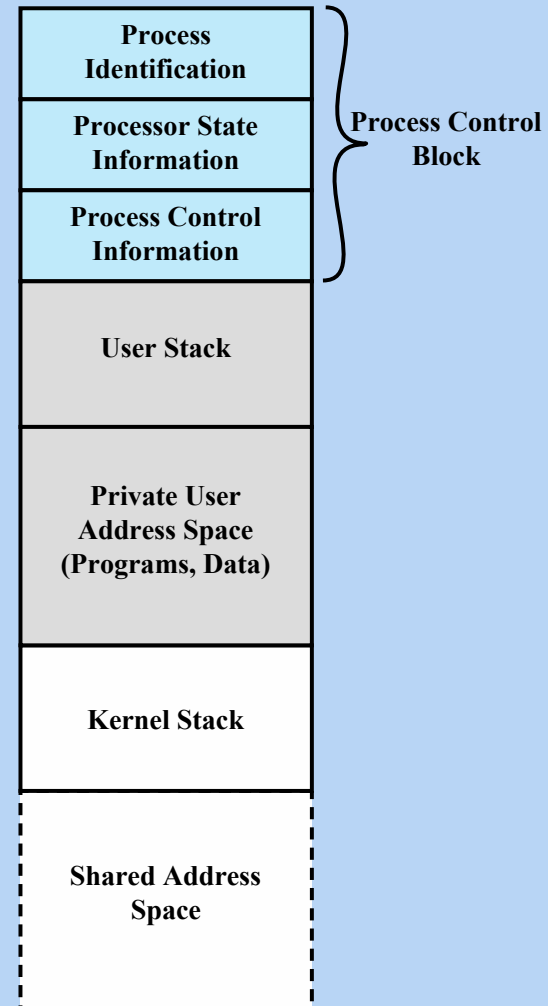 Process
Identification
Processor State
Information
Process Control
Block
Process Control
Information
User Stack
Private User
Address Space
(Programs, Data)
Kernel Stack
Shared Address
Space